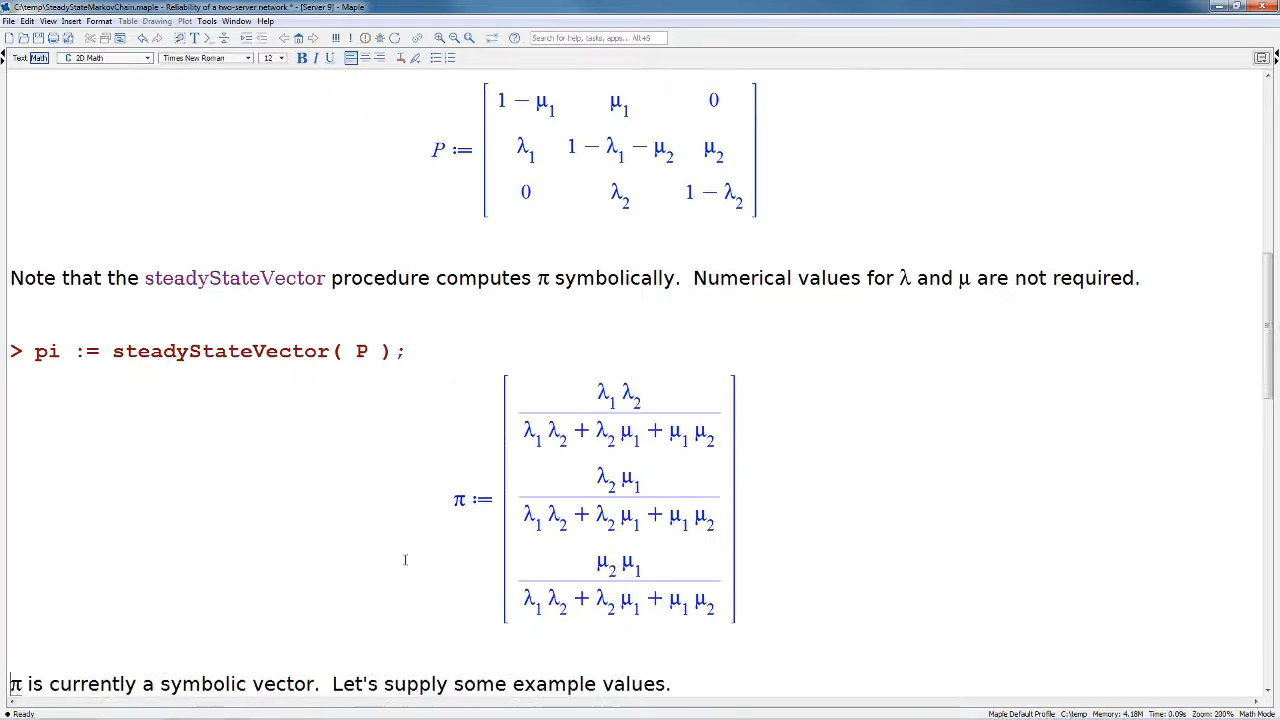 C:\temp\SteadyStateMarkovChain.maple - Reliability of a two-server network * - [Server 9] - Maple
File Edit View Insert Format Table Drawing Plot Tools Window Help
Search for help, tasks, apps... Alt+S
Text Math C 2D Math Times New Roman 12 B I U
P := [ 1 − μ₁ μ₁ 0
λ₁ 1 − λ₁ − μ₂ μ₂
0 λ₂ 1 − λ₂ ]
Note that the steadyStateVector procedure computes π symbolically. Numerical values for λ and μ are not required.
> pi := steadyStateVector( P );
λ₁ λ₂
λ₁ λ₂ + λ₂ μ₁ + μ₁ μ₂
λ₂ μ₁
π :=
λ₁ λ₂ + λ₂ μ₁ + μ₁ μ₂
μ₂ μ₁
λ₁ λ₂ + λ₂ μ₁ + μ₁ μ₂
π is currently a symbolic vector. Let's supply some example values.
Ready Maple Default Profile C:\temp Memory: 4.18M Time: 0.09s Zoom: 200% Math Mode